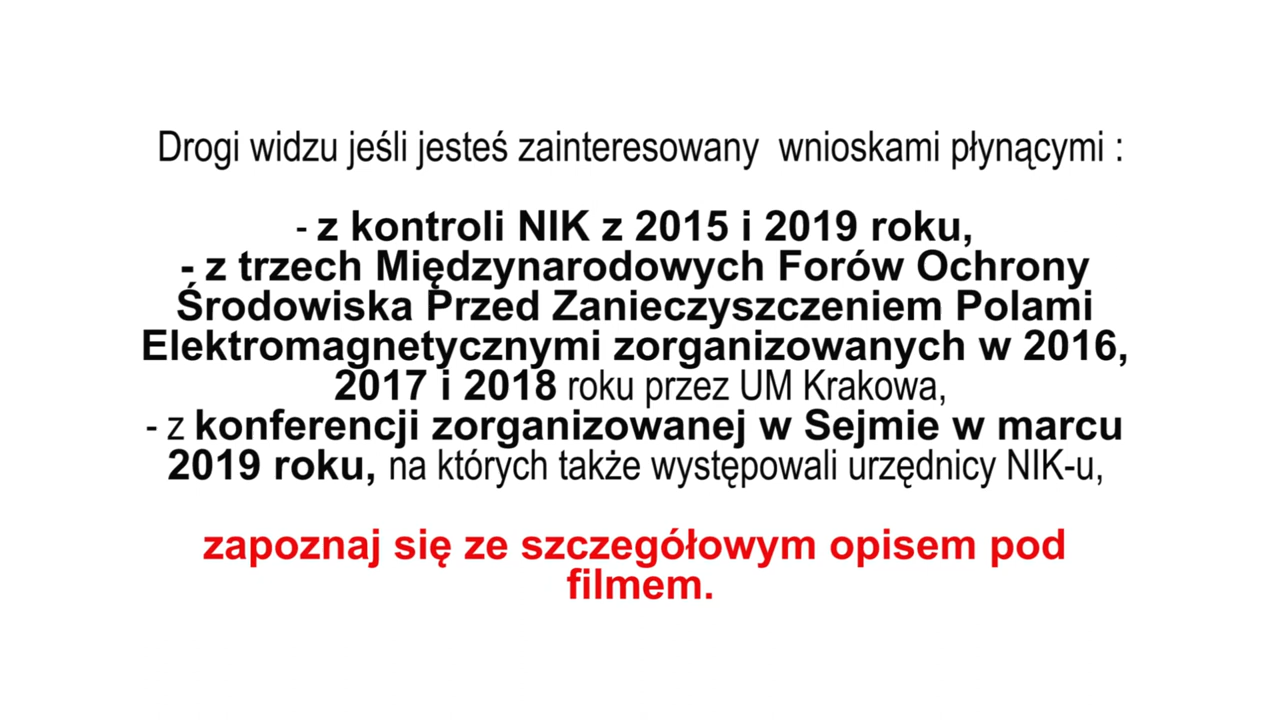 Drogi widzu jeśli jesteś zainteresowany wnioskami płynącymi :
- z kontroli NIK z 2015 i 2019 roku,
- z trzech Międzynarodowych Forów Ochrony
Środowiska Przed Zanieczyszczeniem Polami
Elektromagnetycznymi zorganizowanych w 2016,
2017 i 2018 roku przez UM Krakowa,
- z konferencji zorganizowanej w Sejmie w marcu
2019 roku, na których także występowali urzędnicy NIK-u,
zapoznaj się ze szczegółowym opisem pod
filmem.